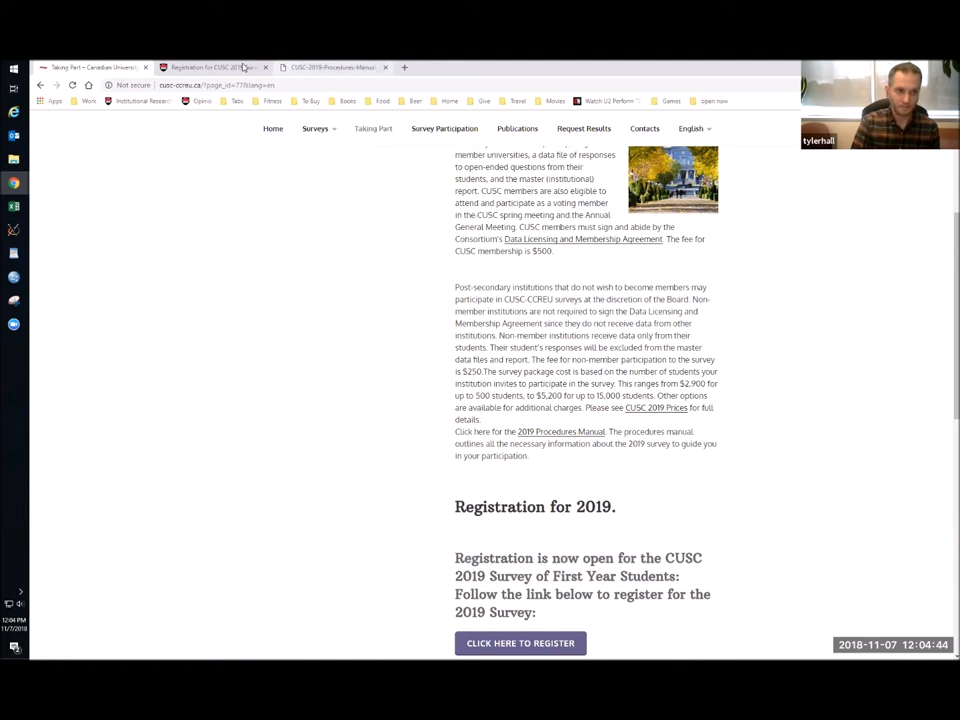 Taking Part – Canadian Universi
Registration for CUSC 2019 Surv
CUSC-2019-Procedures-Manual
Not secure
cusc-ccreu.ca/?page_id=77&lang=en
Apps Work Institutional Research Opinio Tabs Fitness To Buy Books Food Beer Home Give Travel Movies Watch U2 Perform " Games open now
Home Surveys Taking Part Survey Participation Publications Request Results Contacts English
tylerhall
member universities, a data file of responses
to open-ended questions from their
students, and the master (institutional)
report. CUSC members are also eligible to
attend and participate as a voting member
in the CUSC spring meeting and the Annual
General Meeting. CUSC members must sign and abide by the
Consortium's Data Licensing and Membership Agreement. The fee for
CUSC membership is $500.
Post-secondary institutions that do not wish to become members may
participate in CUSC-CCREU surveys at the discretion of the Board. Non-
member institutions are not required to sign the Data Licensing and
Membership Agreement since they do not receive data from other
institutions. Non-member institutions receive data only from their
students. Their student's responses will be excluded from the master
data files and report. The fee for non-member participation to the survey
is $250.The survey package cost is based on the number of students your
institution invites to participate in the survey. This ranges from $2,900 for
up to 500 students, to $5,200 for up to 15,000 students. Other options
are available for additional charges. Please see CUSC 2019 Prices for full
details.
Click here for the 2019 Procedures Manual. The procedures manual
outlines all the necessary information about the 2019 survey to guide you
in your participation.
Registration for 2019.
Registration is now open for the CUSC
2019 Survey of First Year Students:
Follow the link below to register for the
2019 Survey:
CLICK HERE TO REGISTER
12:04 PM
11/7/2018
2018-11-07 12:04:44